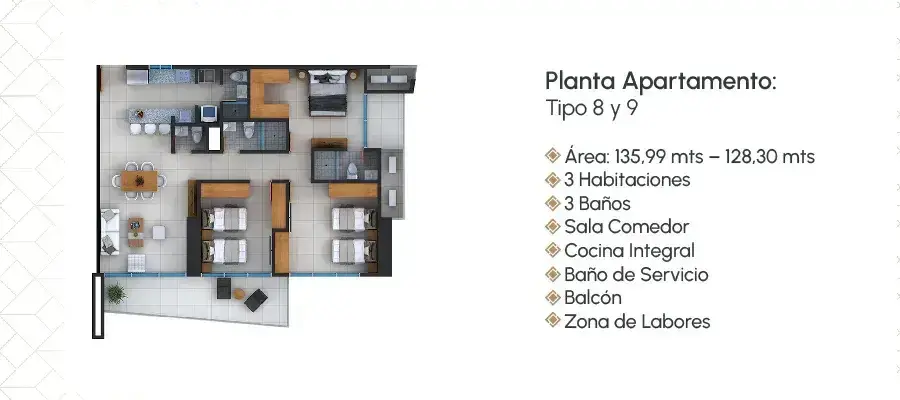 Planta Apartamento:
Tipo 8 y 9
Área: 135,99 mts – 128,30 mts
3 Habitaciones
3 Baños
Sala Comedor
Cocina Integral
Baño de Servicio
Balcón
Zona de Labores